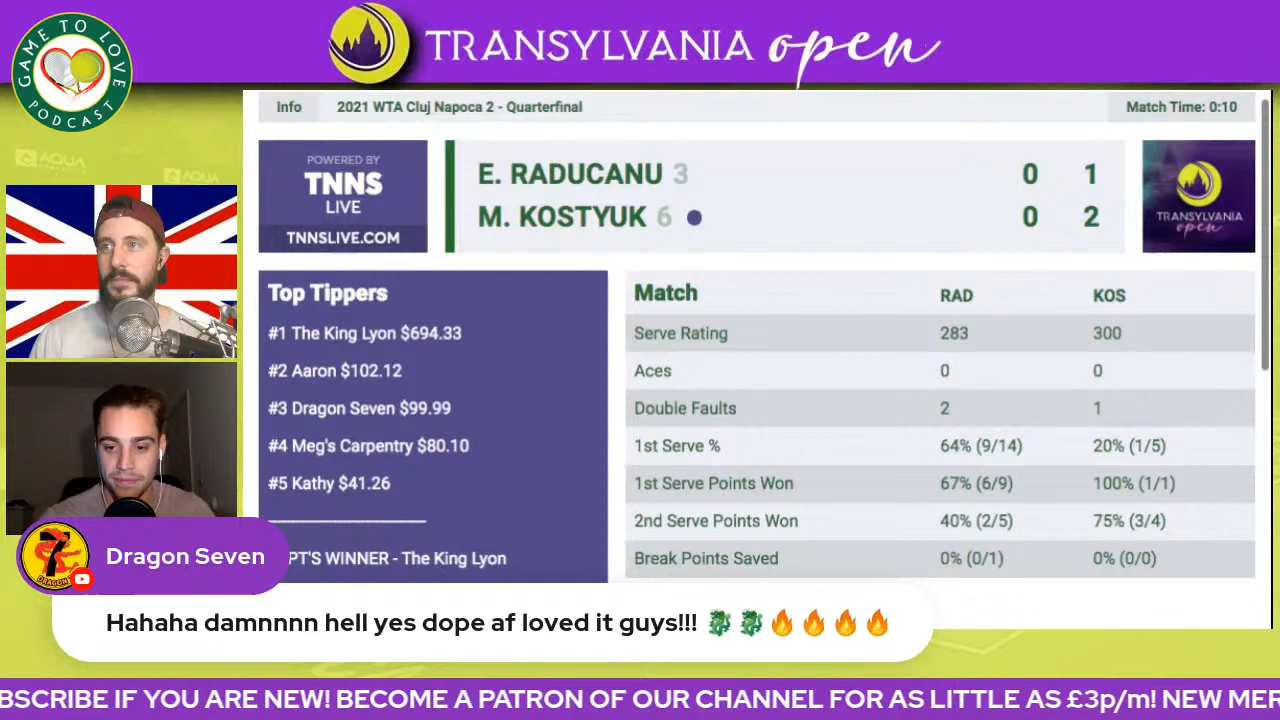 GAME TO LOVE
PODCAST
TRANSYLVANIA open
Info 2021 WTA Cluj Napoca 2 - Quarterfinal Match Time: 0:10
POWERED BY
TNNS
LIVE
TNNSLIVE.COM
E. RADUCANU 3 0 1
M. KOSTYUK 6 0 2
TRANSYLVANIA
open
Top Tippers
#1 The King Lyon $694.33
#2 Aaron $102.12
#3 Dragon Seven $99.99
#4 Meg's Carpentry $80.10
#5 Kathy $41.26
PT'S WINNER - The King Lyon
Match RAD KOS
Serve Rating 283 300
Aces 0 0
Double Faults 2 1
1st Serve % 64% (9/14) 20% (1/5)
1st Serve Points Won 67% (6/9) 100% (1/1)
2nd Serve Points Won 40% (2/5) 75% (3/4)
Break Points Saved 0% (0/1) 0% (0/0)
7
DRAGON
Dragon Seven
Hahaha damnnnn hell yes dope af loved it guys!!! 🐉🐉🔥🔥🔥🔥
BSCRIBE IF YOU ARE NEW! BECOME A PATRON OF OUR CHANNEL FOR AS LITTLE AS £3p/m! NEW MER